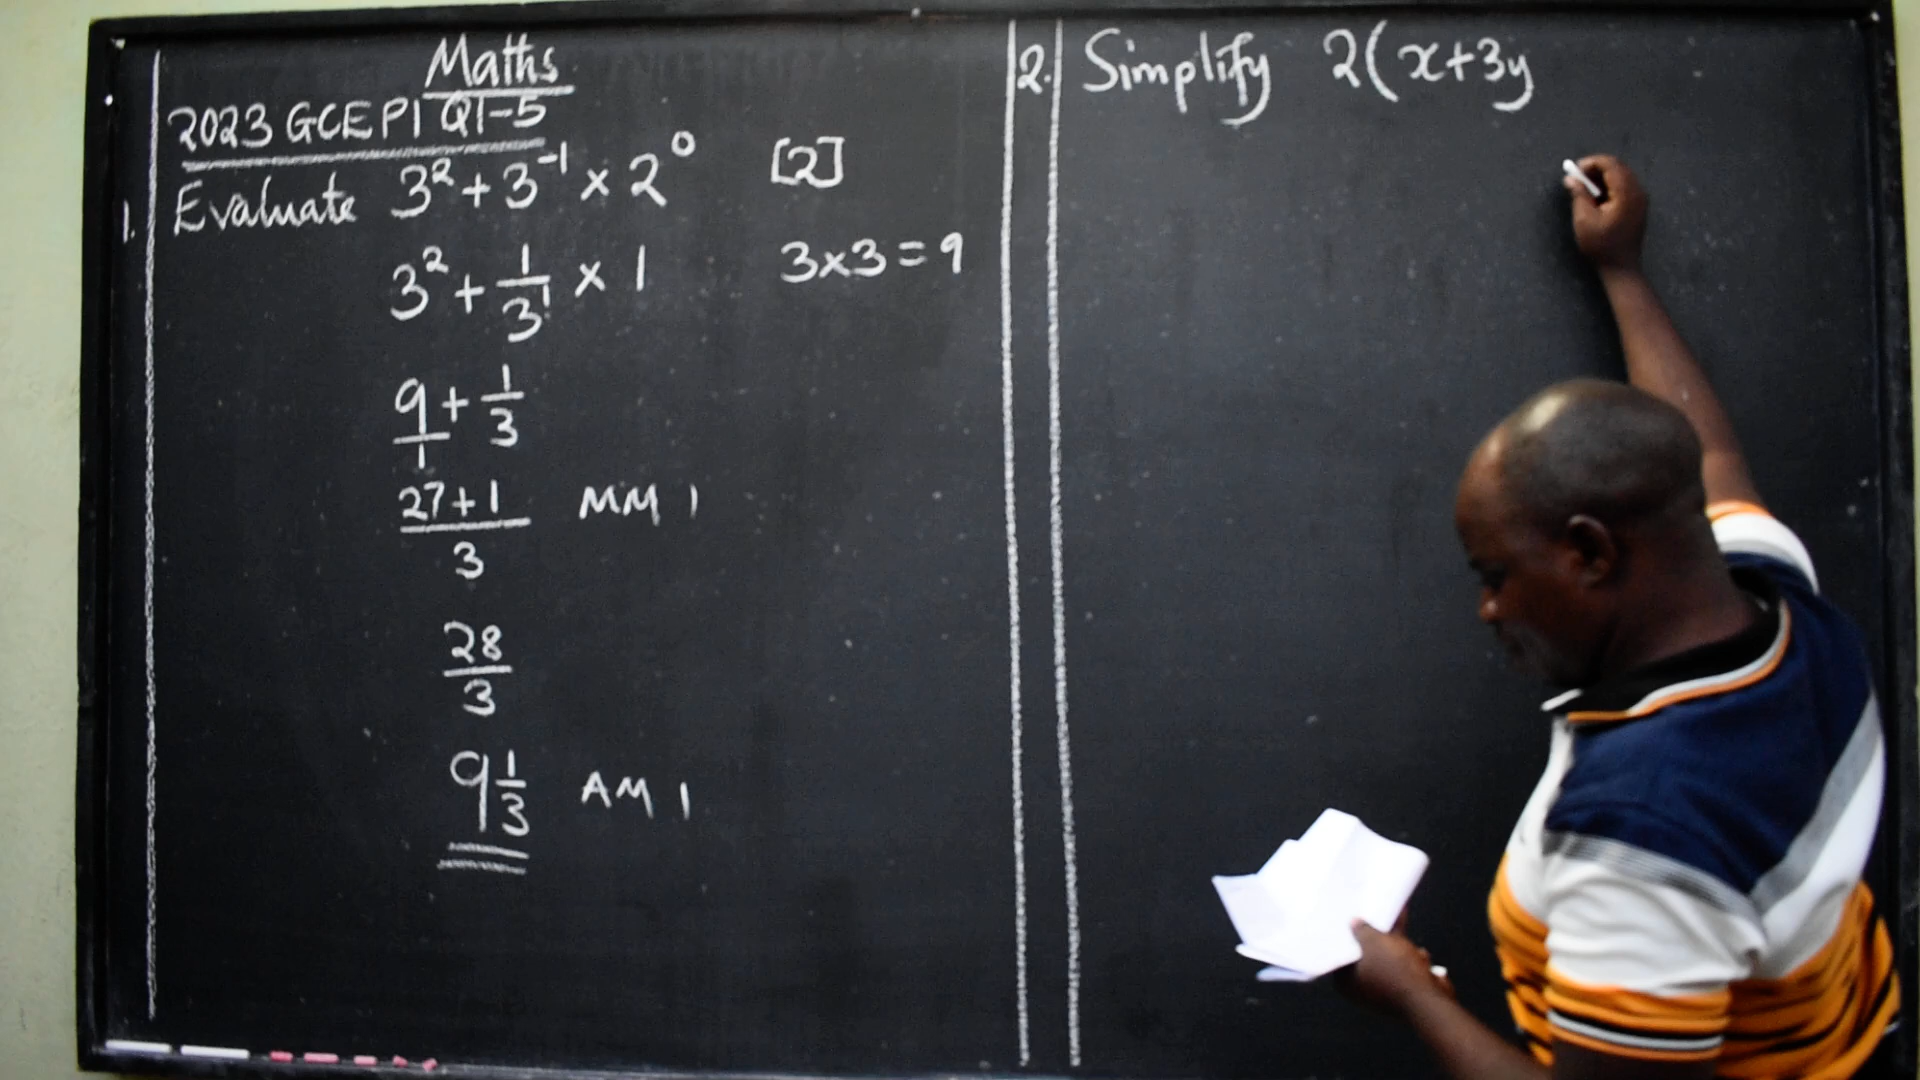 Maths
2023 GCE P1 Q1-5
1. Evaluate 3² + 3⁻¹ × 2⁰ [2]
3² + 1/3¹ × 1 3×3=9
9/1 + 1/3
27+1/3 MM 1
28/3
9 1/3 AM 1
2. Simplify 2(x+3y